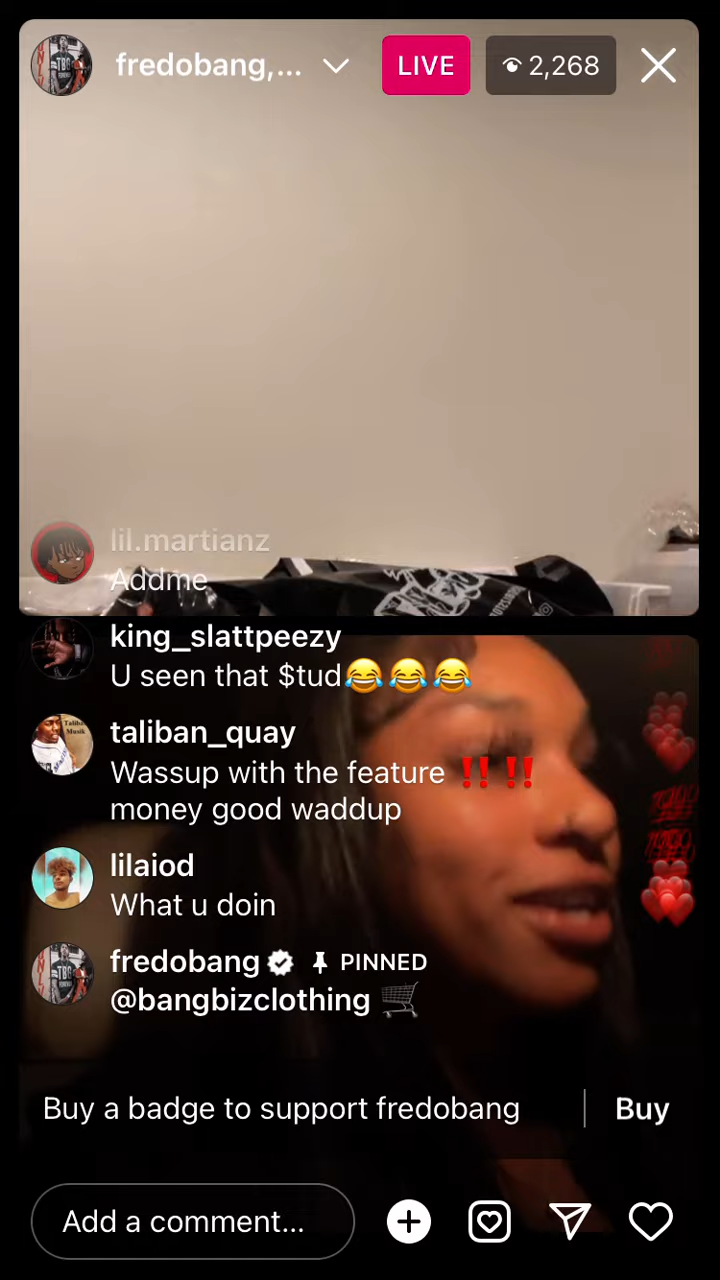 fredobang,...
LIVE
2,268
lil.martianz
Addme
king_slattpeezy
U seen that $tud😂😂😂
taliban_quay
Wassup with the feature ‼️‼️
money good waddup
lilaiod
What u doin
fredobang PINNED
@bangbizclothing 🛒
Buy a badge to support fredobang
Buy
Add a comment...